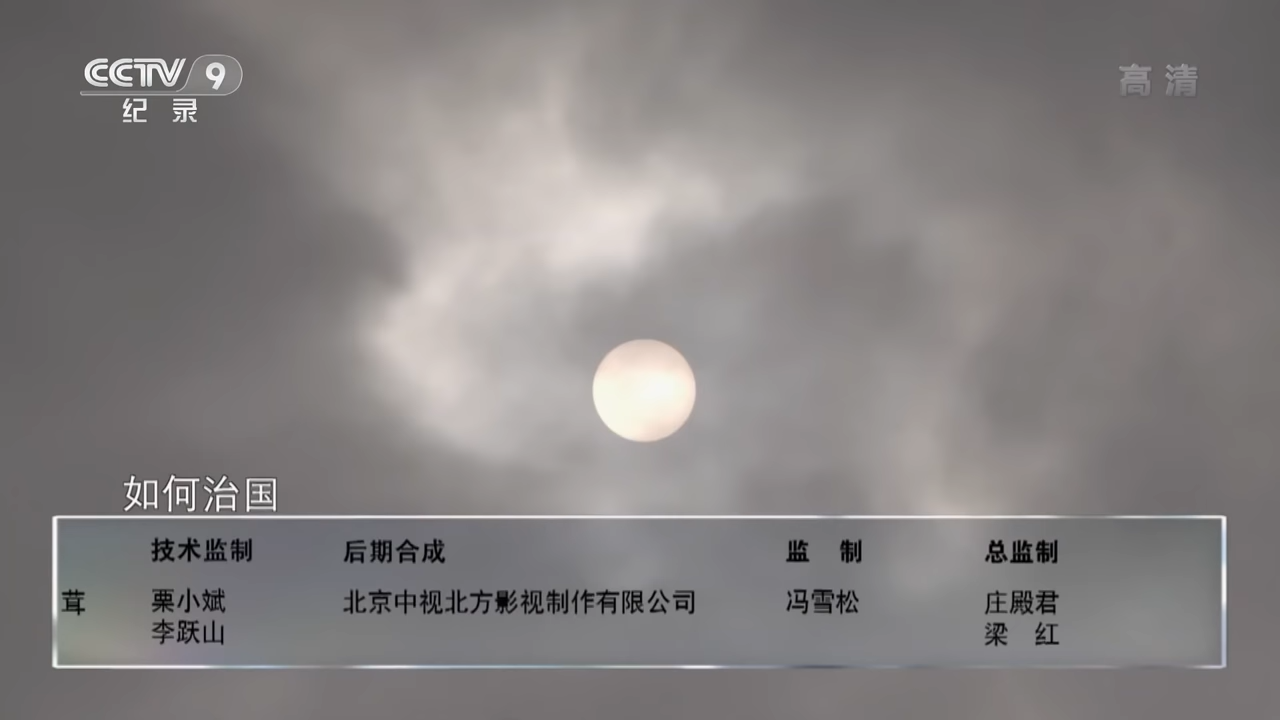 CCTV 9
纪 录
高清
如何治国
技术监制 后期合成 监 制 总监制
茸 栗小斌 北京中视北方影视制作有限公司 冯雪松 庄殿君
李跃山 梁 红